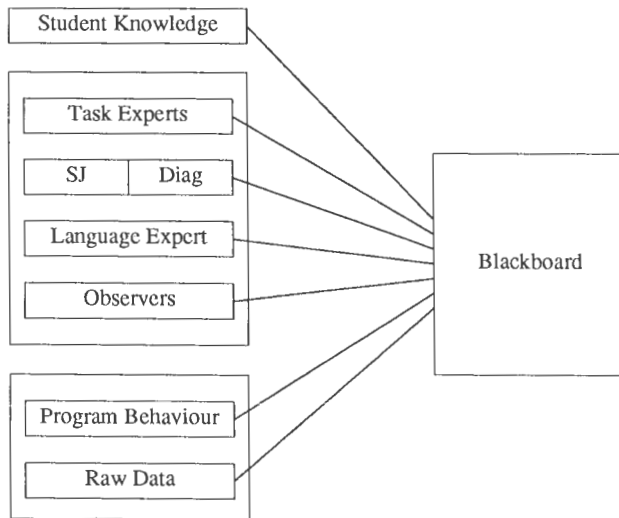 Student Knowledge
Task Experts
SJ Diag
Language Expert
Observers
Blackboard
Program Behaviour
Raw Data